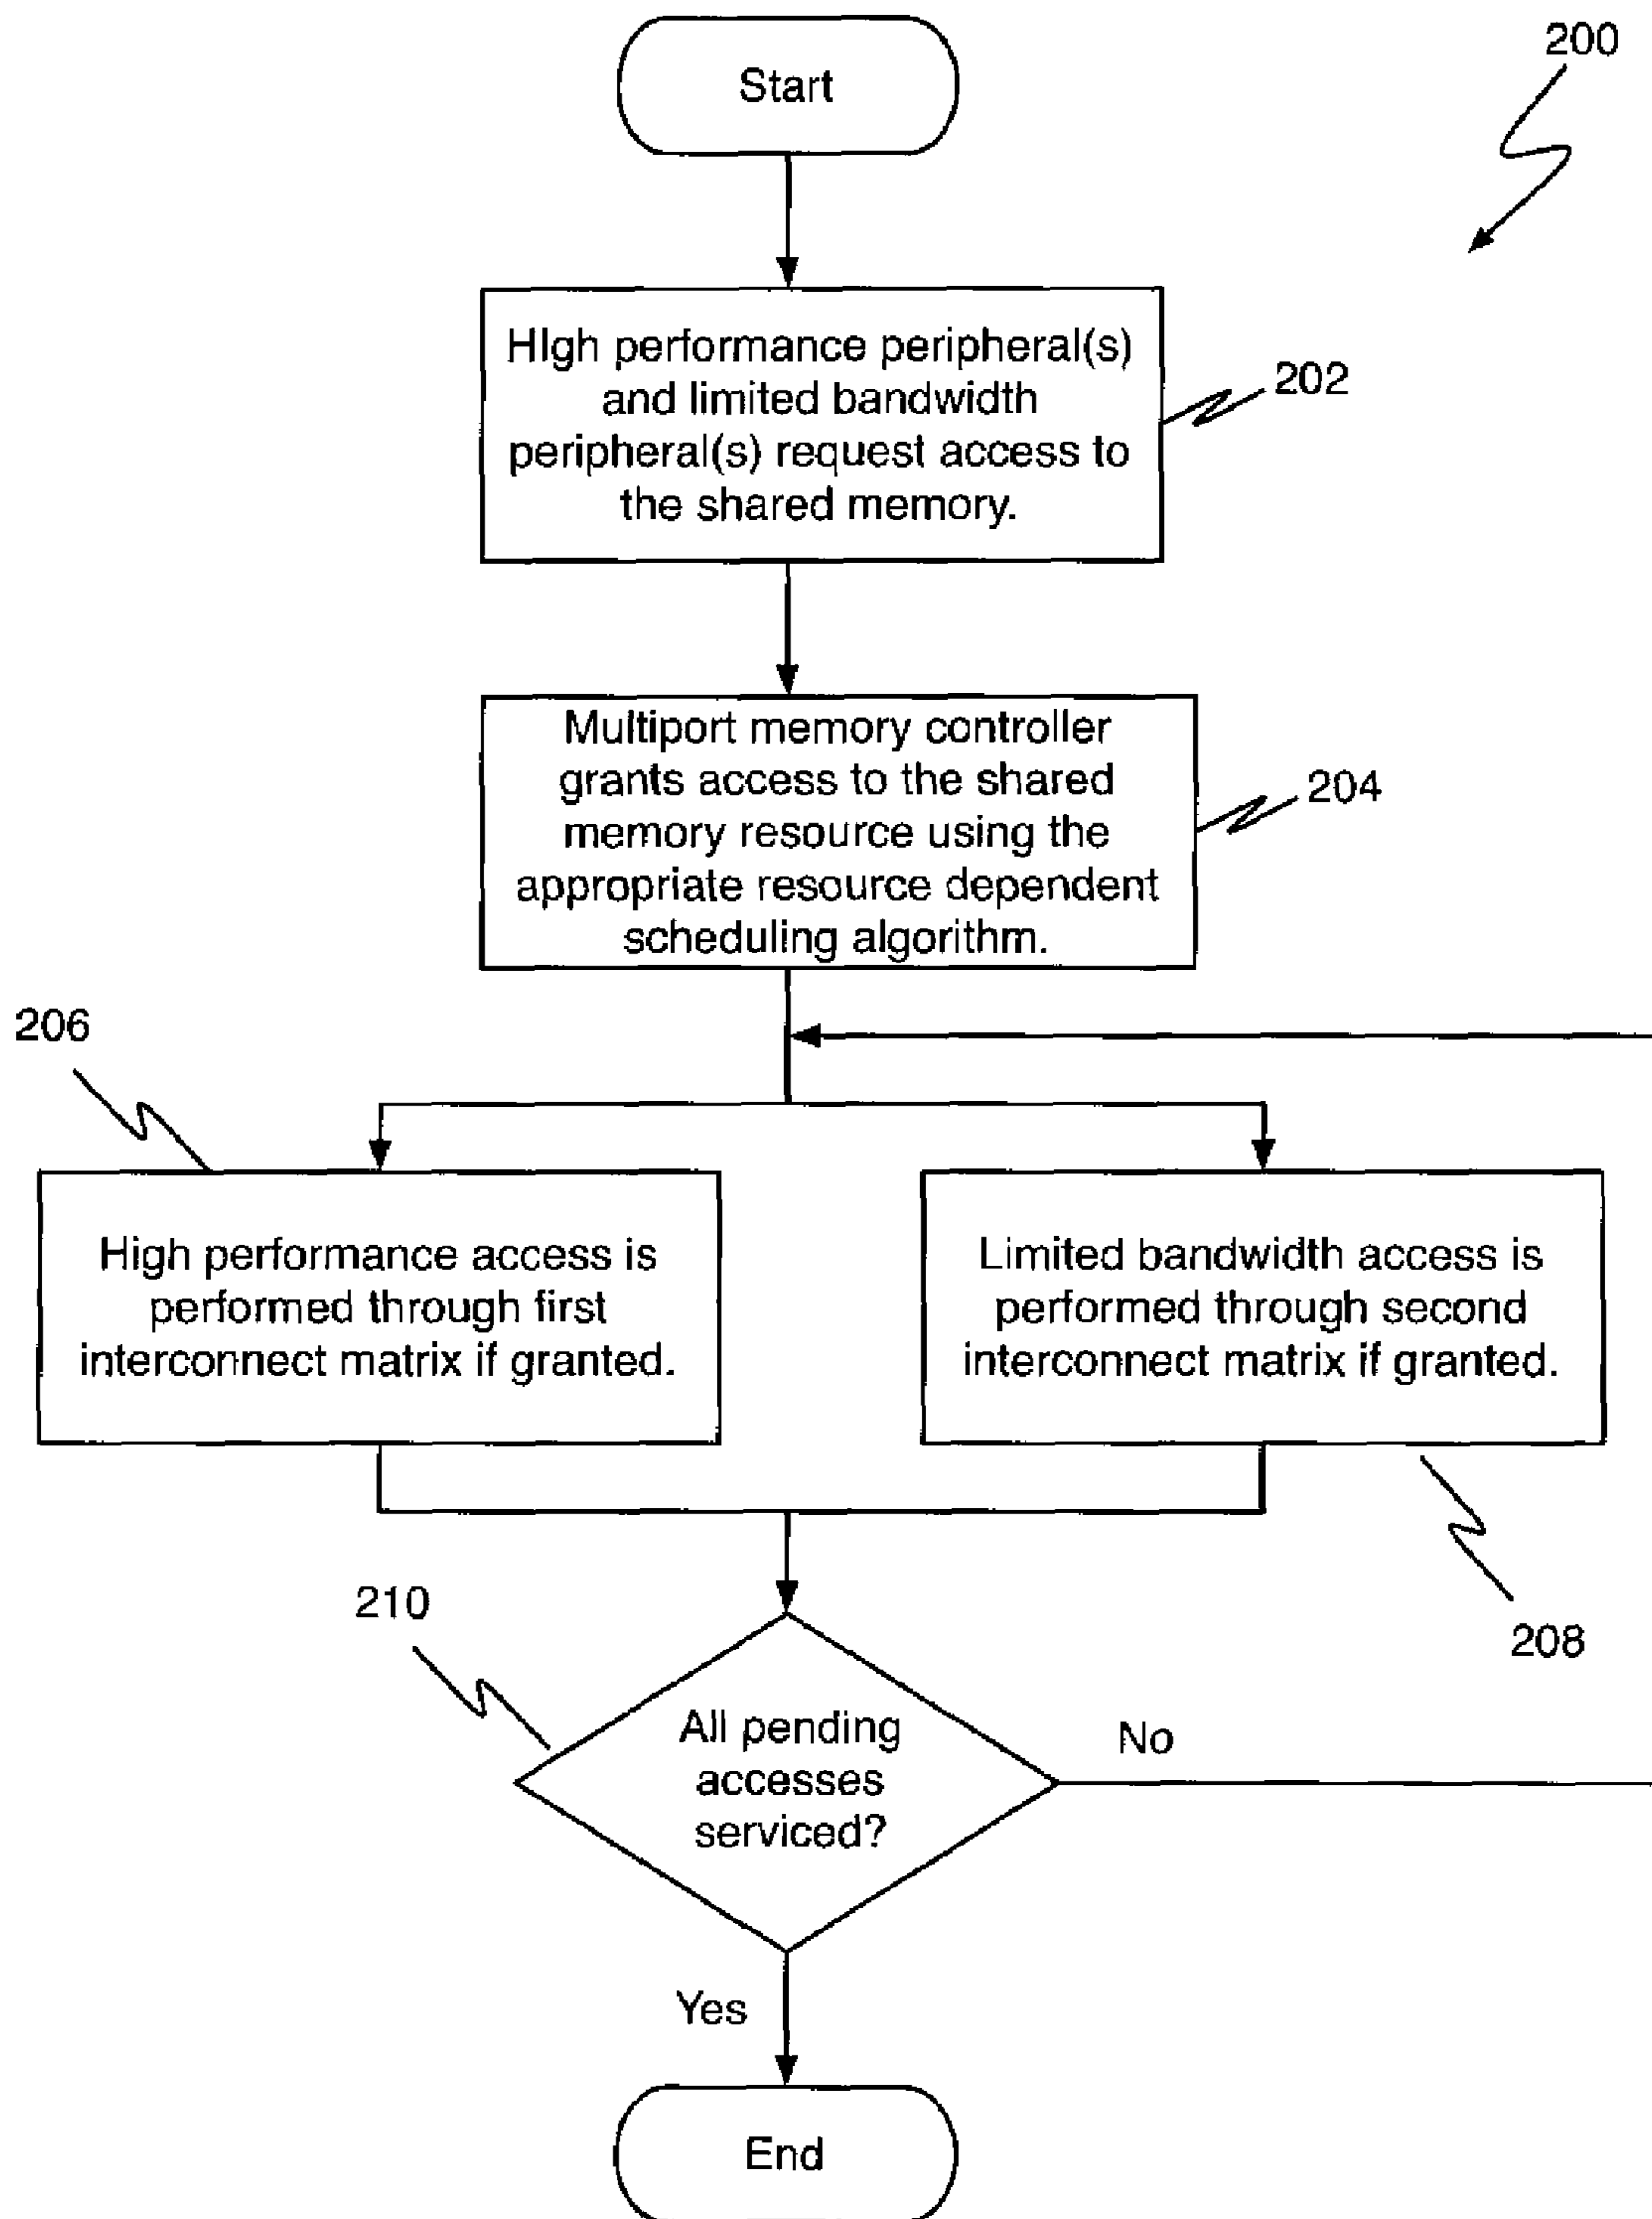 Start
200
HIgh performance peripheral(s)
and limited bandwidth
peripheral(s) request access to
the shared memory.
202
Multiport memory controller
grants access to the shared
memory resource using the
appropriate resource dependent
scheduling algorithm.
204
206
High performance access is
performed through first
interconnect matrix if granted.
Limited bandwidth access is
performed through second
interconnect matrix if granted.
208
210
All pending
accesses
serviced?
No
Yes
End